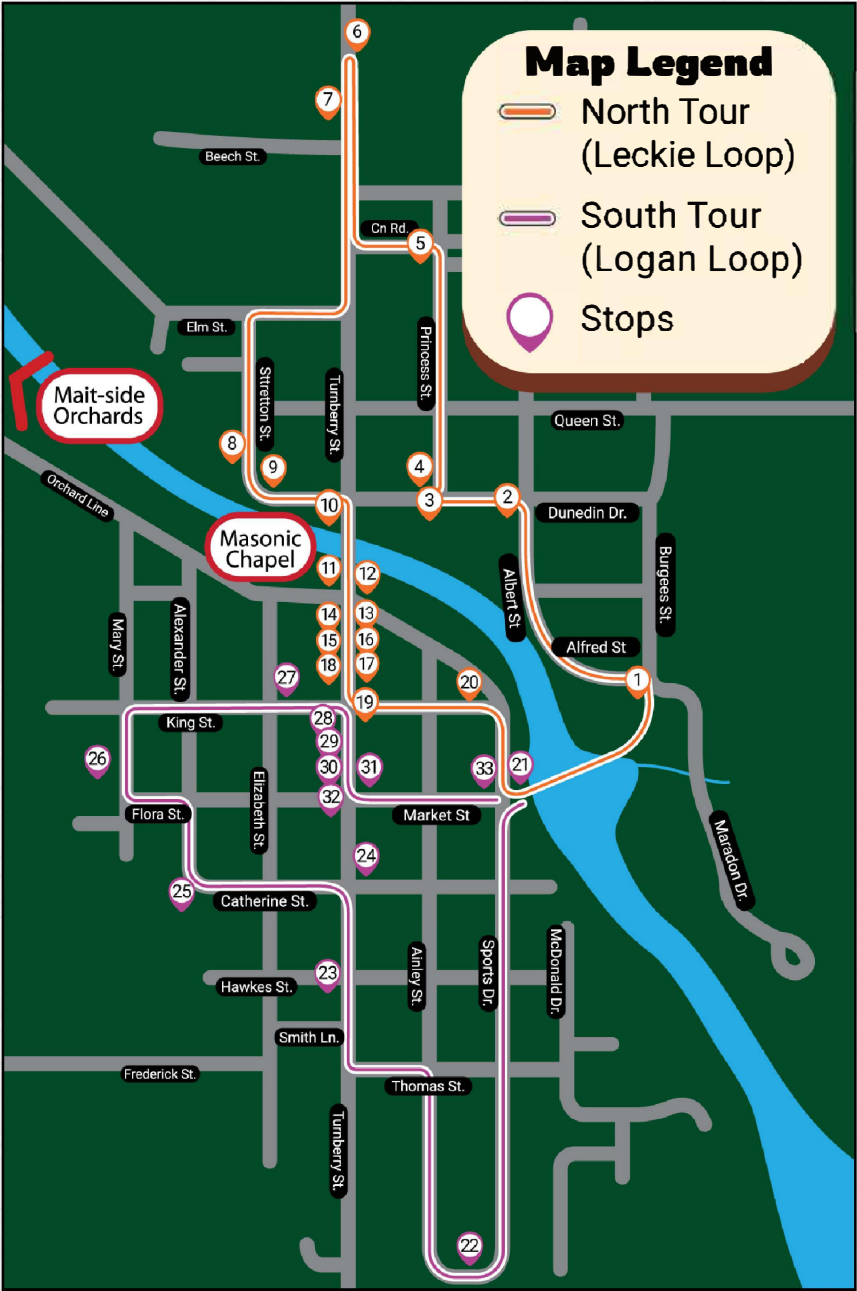 Map Legend
North Tour
(Leckie Loop)
South Tour
(Logan Loop)
Stops
6
7
Beech St.
Cn Rd.
5
Elm St.
Princess St.
Mait-side
Orchards
Sttretton St.
Turnberry St.
Queen St.
8
9
4
Orchard Line
10
3
2
Dunedin Dr.
Masonic
Chapel
11
12
Albert St
Burgees St.
Mary St.
Alexander St.
14
13
15
16
Alfred St
18
17
27
20
1
19
King St.
28
29
26
30
31
33
21
32
Flora St.
Elizabeth St.
Market St
24
Maradon Dr.
25
Catherine St.
23
Hawkes St.
Ainley St.
Sports Dr.
McDonald Dr.
Smith Ln.
Frederick St.
Thomas St.
Turnberry St.
22